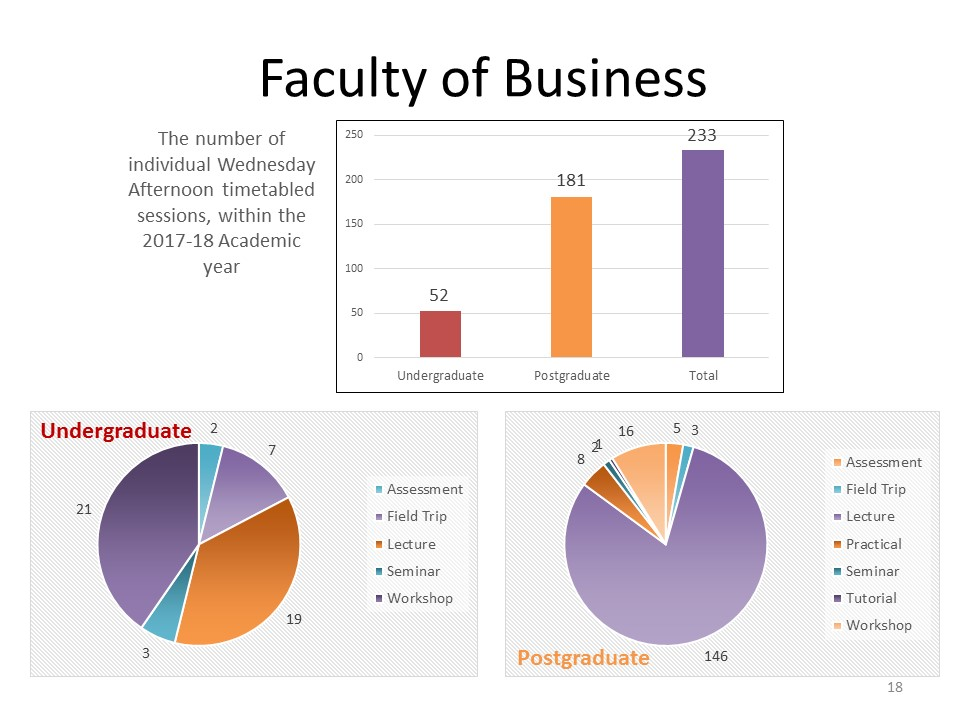 Faculty of Business
The number of
individual Wednesday
Afternoon timetabled
sessions, within the
2017-18 Academic
year
250
200
150
100
50
0
52
181
233
Undergraduate
Postgraduate
Total
Undergraduate
2
7
19
3
21
Assessment
Field Trip
Lecture
Seminar
Workshop
Postgraduate
5
3
146
8
2
1
16
Assessment
Field Trip
Lecture
Practical
Seminar
Tutorial
Workshop
18